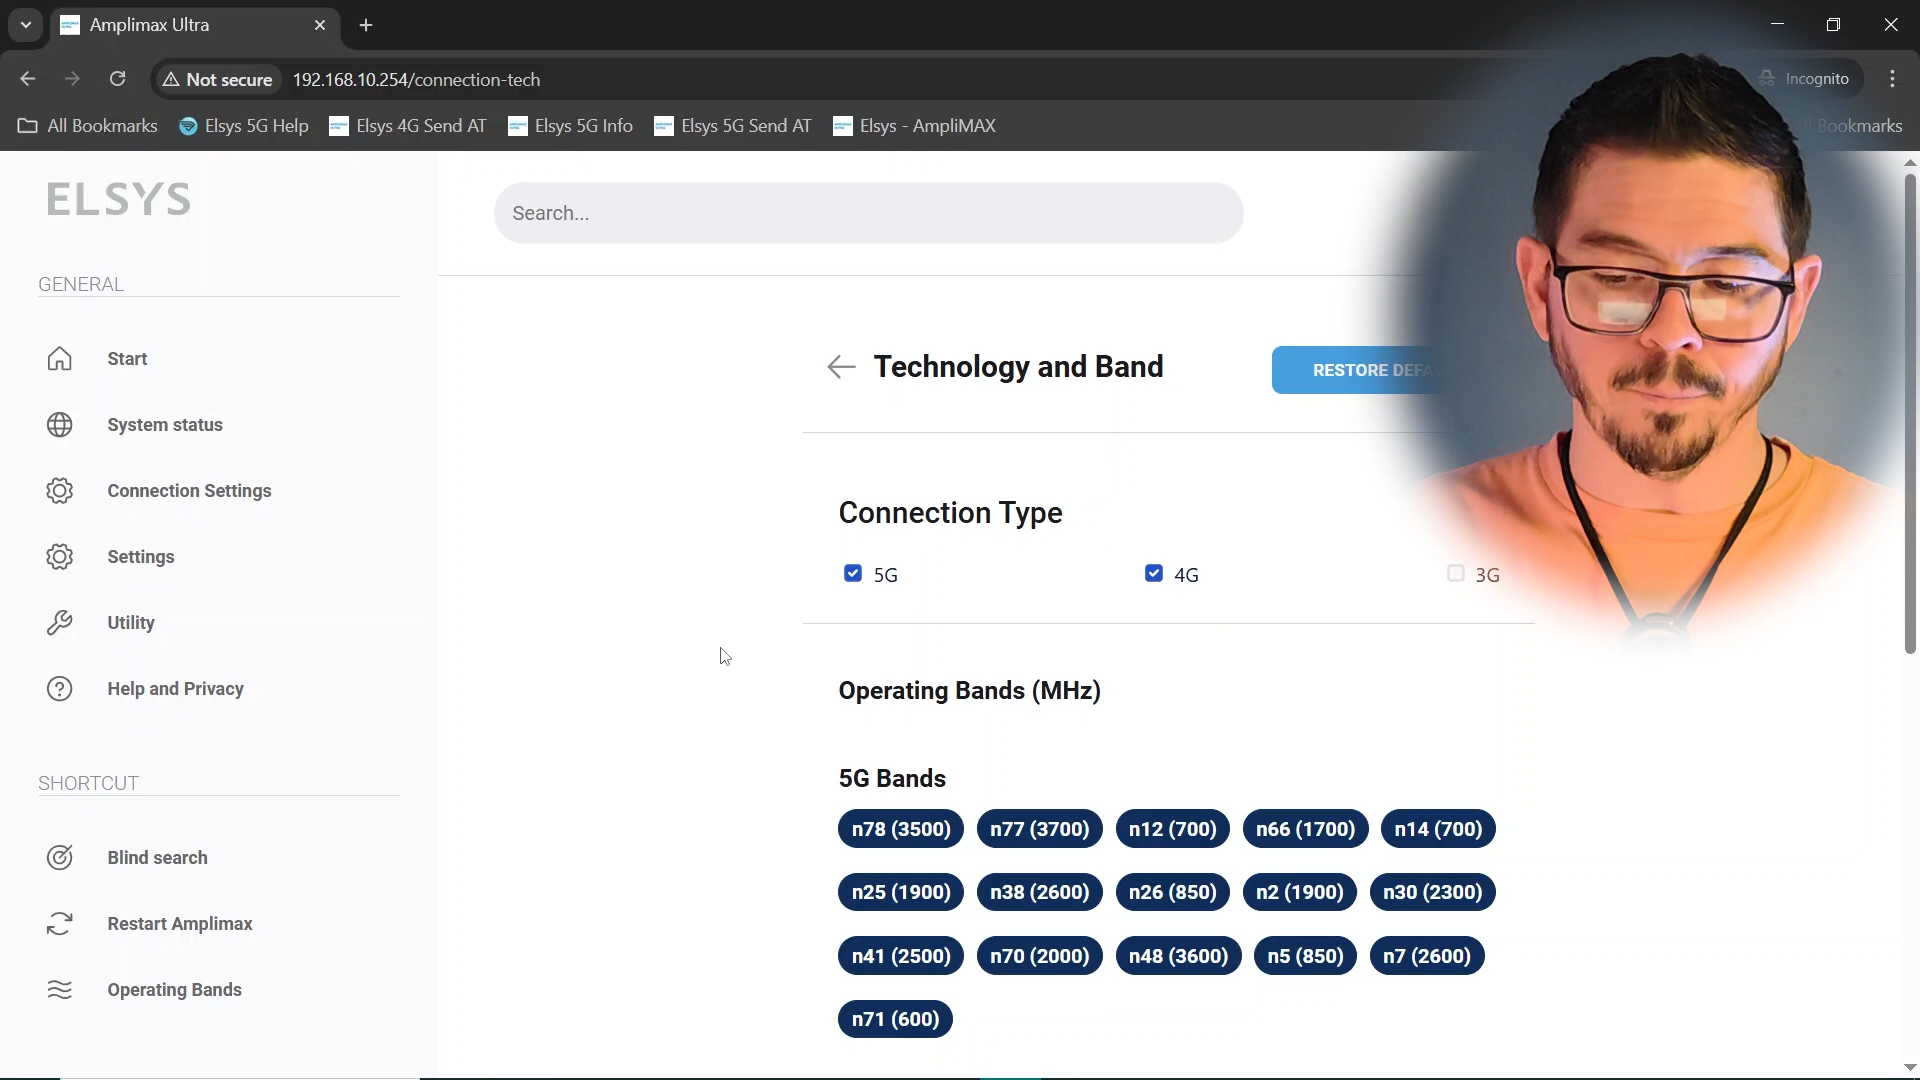 Amplimax Ultra
Not secure 192.168.10.254/connection-tech
Incognito
All Bookmarks Elsys 5G Help Elsys 4G Send AT Elsys 5G Info Elsys 5G Send AT Elsys - AmpliMAX All Bookmarks
ELSYS
Search...
GENERAL
Start
System status
Connection Settings
Settings
Utility
Help and Privacy
SHORTCUT
Blind search
Restart Amplimax
Operating Bands
Technology and Band
RESTORE
Connection Type
5G 4G 3G
Operating Bands (MHz)
5G Bands
n78 (3500) n77 (3700) n12 (700) n66 (1700) n14 (700)
n25 (1900) n38 (2600) n26 (850) n2 (1900) n30 (2300)
n41 (2500) n70 (2000) n48 (3600) n5 (850) n7 (2600)
n71 (600)